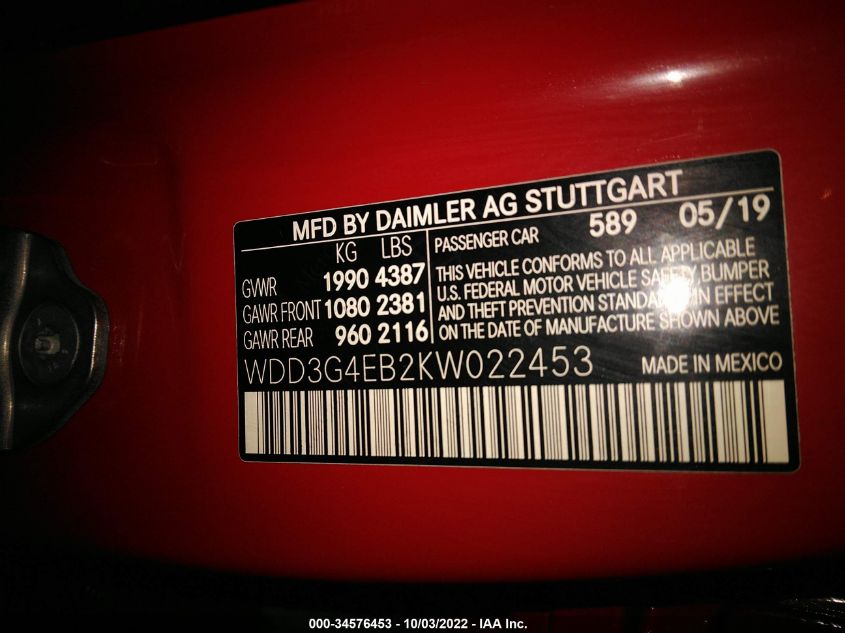 MFD BY DAIMLER AG STUTTGART
KG LBS
GVWR 1990 4387
GAWR FRONT 1080 2381
GAWR REAR 960 2116
PASSENGER CAR 589 05/19
THIS VEHICLE CONFORMS TO ALL APPLICABLE
U.S. FEDERAL MOTOR VEHICLE SAFETY, BUMPER
AND THEFT PREVENTION STANDARDS IN EFFECT
ON THE DATE OF MANUFACTURE SHOWN ABOVE
WDD3G4EB2KW022453 MADE IN MEXICO
000-34576453 - 10/03/2022 - IAA Inc.